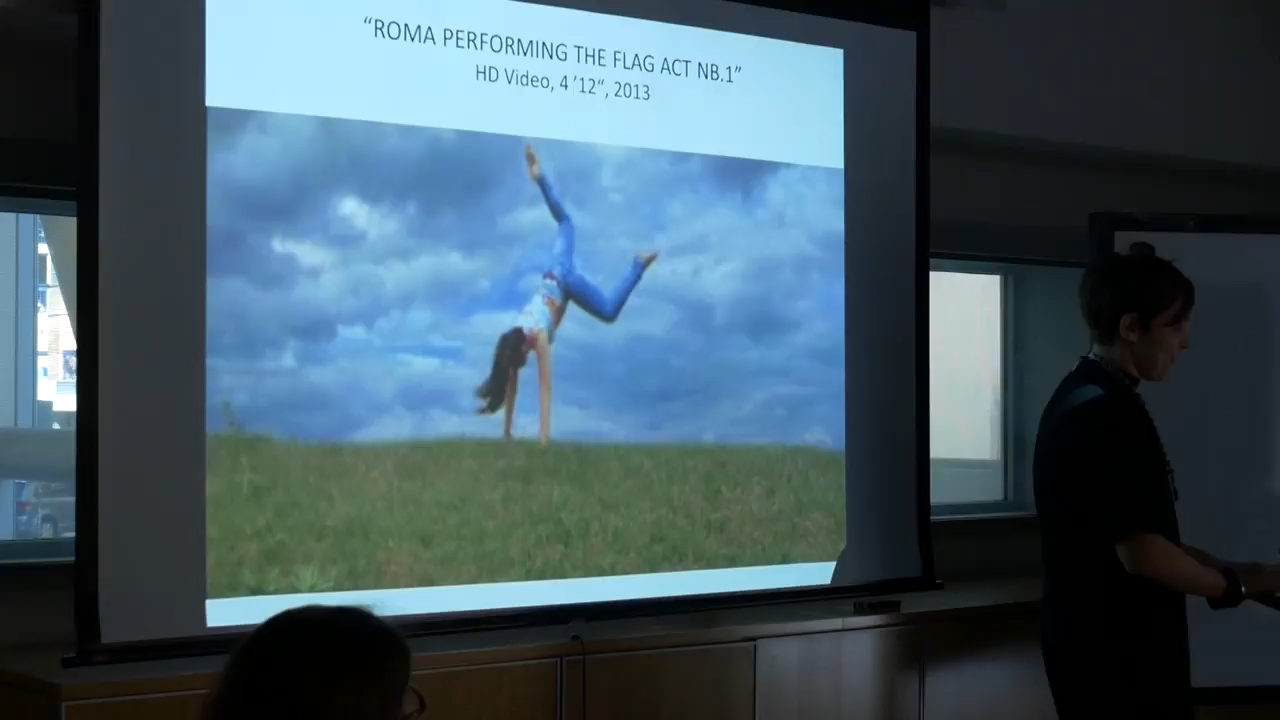 “ROMA PERFORMING THE FLAG ACT NB.1”
HD Video, 4 ’12“, 2013